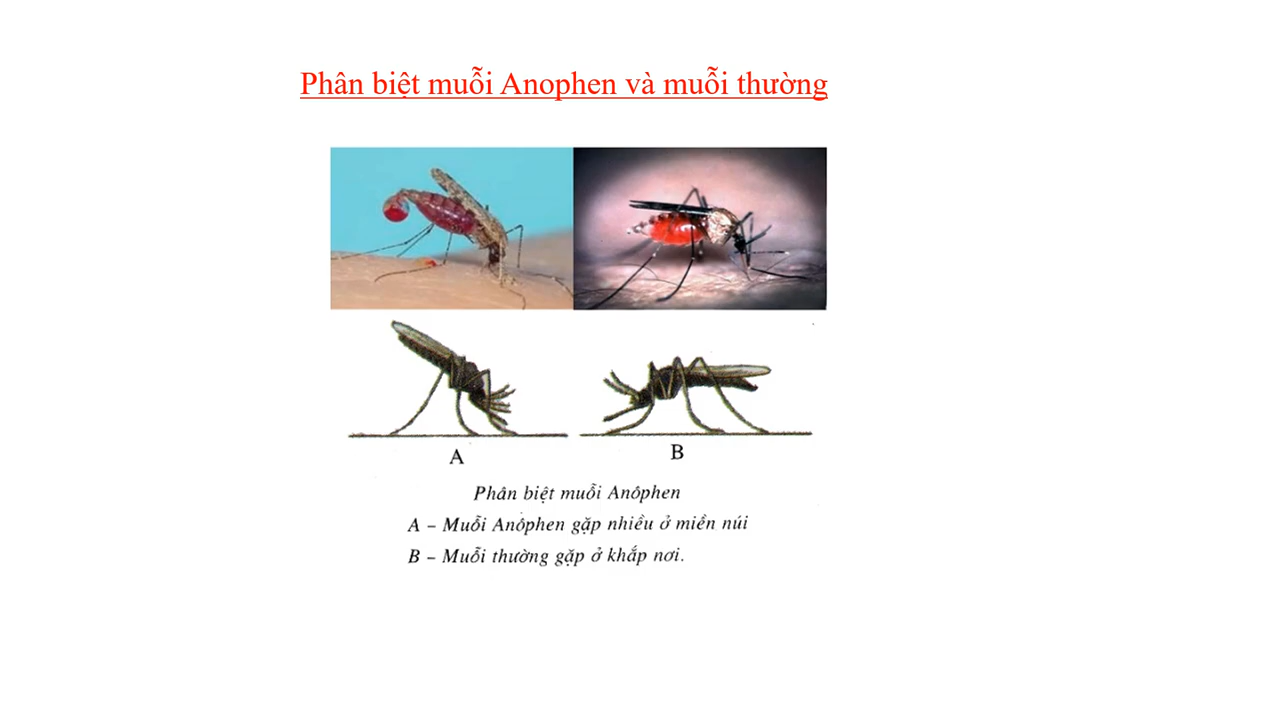 Phân biệt muỗi Anophen và muỗi thường
A
B
Phân biệt muỗi Anôphen
A – Muỗi Anôphen gặp nhiều ở miền núi
B – Muỗi thường gặp ở khắp nơi.